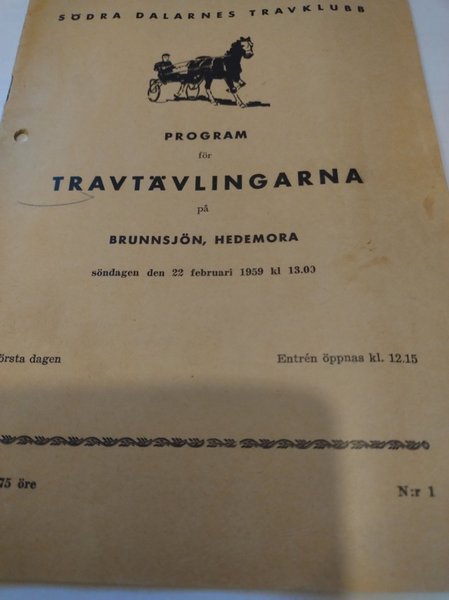 SÖDRA DALARNES TRAVKLUBB
PROGRAM
för
TRAVTÄVLINGARNA
på
BRUNNSJÖN, HEDEMORA
söndagen den 22 februari 1959 kl 13.00
örsta dagen
Entrén öppnas kl. 12.15
75 öre
N:r 1